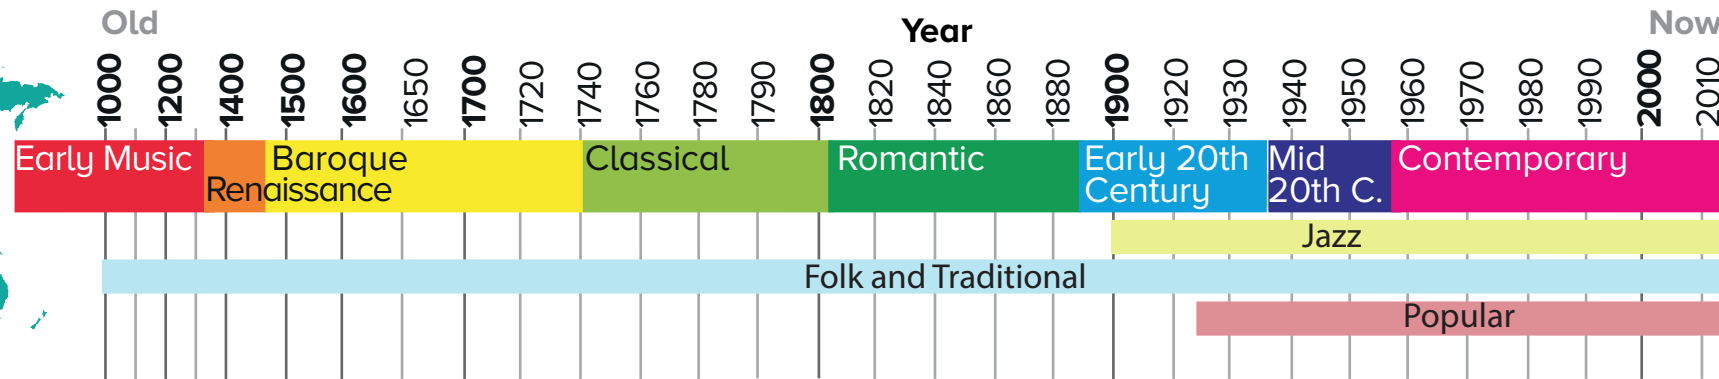 Old
Year
Now
1000 1200 1400 1500 1600 1650 1700 1720 1740 1760 1780 1790 1800 1820 1840 1860 1880 1900 1920 1930 1940 1950 1960 1970 1980 1990 2000 2010
Early Music
Renaissance
Baroque
Classical
Romantic
Early 20th
Century
Mid
20th C.
Contemporary
Jazz
Folk and Traditional
Popular